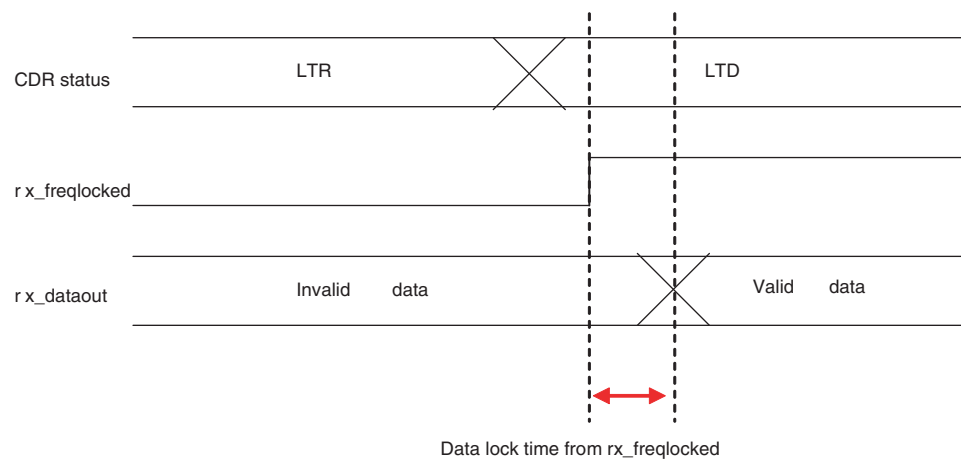 CDR status
LTR
LTD
r x_freqlocked
r x_dataout
Invalid data
Valid data
Data lock time from rx_freqlocked